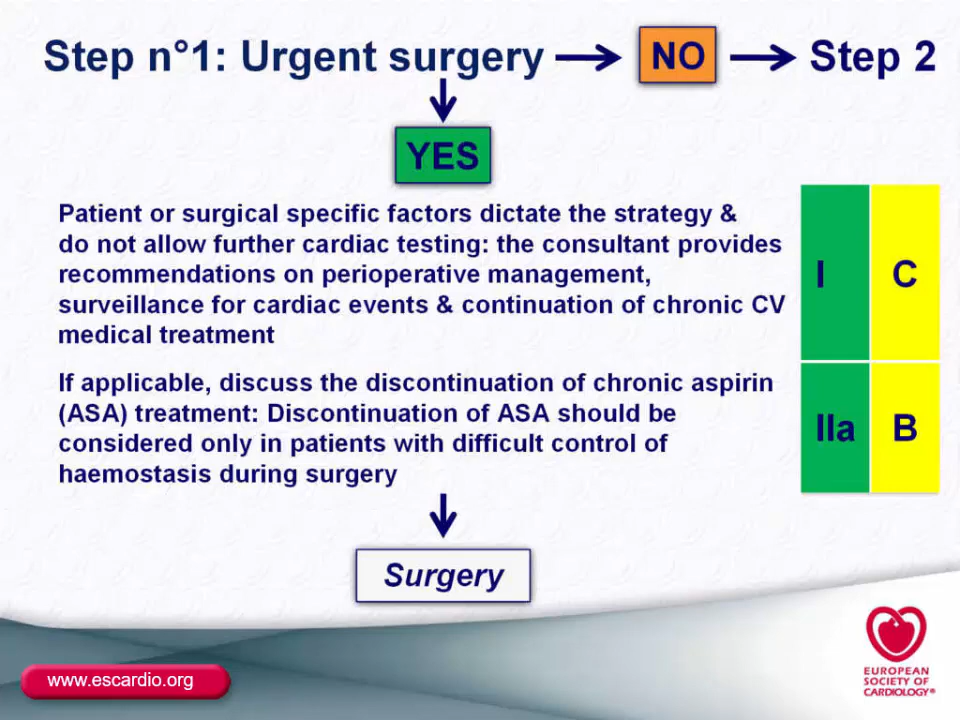 Step n°1: Urgent surgery NO Step 2
YES
Patient or surgical specific factors dictate the strategy &
do not allow further cardiac testing: the consultant provides
recommendations on perioperative management,
surveillance for cardiac events & continuation of chronic CV
medical treatment
I C
If applicable, discuss the discontinuation of chronic aspirin
(ASA) treatment: Discontinuation of ASA should be
considered only in patients with difficult control of
haemostasis during surgery
IIa B
Surgery
www.escardio.org
EUROPEAN
SOCIETY OF
CARDIOLOGY®